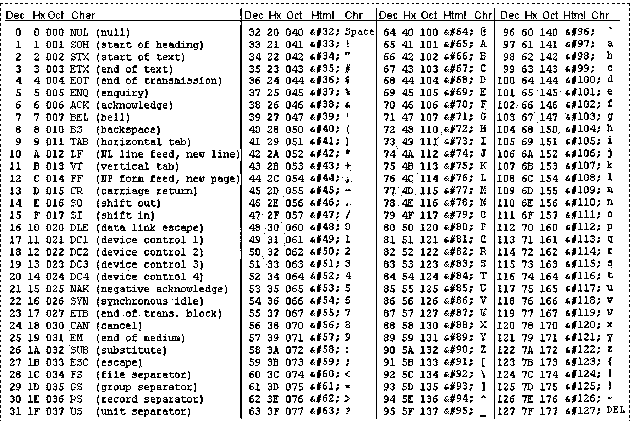 Dec Hx Oct Char Dec Hx Oct Html Chr Dec Hx Oct Html Chr Dec Hx Oct Html Chr
0 0 000 NUL (null) 32 20 040 &#32; Space 64 40 100 &#64; @ 96 60 140 &#96; `
1 1 001 SOH (start of heading) 33 21 041 &#33; ! 65 41 101 &#65; A 97 61 141 &#97; a
2 2 002 STX (start of text) 34 22 042 &#34; " 66 42 102 &#66; B 98 62 142 &#98; b
3 3 003 ETX (end of text) 35 23 043 &#35; # 67 43 103 &#67; C 99 63 143 &#99; c
4 4 004 EOT (end of transmission) 36 24 044 &#36; $ 68 44 104 &#68; D 100 64 144 &#100; d
5 5 005 ENQ (enquiry) 37 25 045 &#37; % 69 45 105 &#69; E 101 65 145 &#101; e
6 6 006 ACK (acknowledge) 38 26 046 &#38; & 70 46 106 &#70; F 102 66 146 &#102; f
7 7 007 BEL (bell) 39 27 047 &#39; ' 71 47 107 &#71; G 103 67 147 &#103; g
8 8 010 BS (backspace) 40 28 050 &#40; ( 72 48 110 &#72; H 104 68 150 &#104; h
9 9 011 TAB (horizontal tab) 41 29 051 &#41; ) 73 49 111 &#73; I 105 69 151 &#105; i
10 A 012 LF (NL line feed, new line) 42 2A 052 &#42; * 74 4A 112 &#74; J 106 6A 152 &#106; j
11 B 013 VT (vertical tab) 43 2B 053 &#43; + 75 4B 113 &#75; K 107 6B 153 &#107; k
12 C 014 FF (NP form feed, new page) 44 2C 054 &#44; , 76 4C 114 &#76; L 108 6C 154 &#108; l
13 D 015 CR (carriage return) 45 2D 055 &#45; - 77 4D 115 &#77; M 109 6D 155 &#109; m
14 E 016 SO (shift out) 46 2E 056 &#46; . 78 4E 116 &#78; N 110 6E 156 &#110; n
15 F 017 SI (shift in) 47 2F 057 &#47; / 79 4F 117 &#79; O 111 6F 157 &#111; o
16 10 020 DLE (data link escape) 48 30 060 &#48; 0 80 50 120 &#80; P 112 70 160 &#112; p
17 11 021 DC1 (device control 1) 49 31 061 &#49; 1 81 51 121 &#81; Q 113 71 161 &#113; q
18 12 022 DC2 (device control 2) 50 32 062 &#50; 2 82 52 122 &#82; R 114 72 162 &#114; r
19 13 023 DC3 (device control 3) 51 33 063 &#51; 3 83 53 123 &#83; S 115 73 163 &#115; s
20 14 024 DC4 (device control 4) 52 34 064 &#52; 4 84 54 124 &#84; T 116 74 164 &#116; t
21 15 025 NAK (negative acknowledge) 53 35 065 &#53; 5 85 55 125 &#85; U 117 75 165 &#117; u
22 16 026 SYN (synchronous idle) 54 36 066 &#54; 6 86 56 126 &#86; V 118 76 166 &#118; v
23 17 027 ETB (end of trans. block) 55 37 067 &#55; 7 87 57 127 &#87; W 119 77 167 &#119; w
24 18 030 CAN (cancel) 56 38 070 &#56; 8 88 58 130 &#88; X 120 78 170 &#120; x
25 19 031 EM (end of medium) 57 39 071 &#57; 9 89 59 131 &#89; Y 121 79 171 &#121; y
26 1A 032 SUB (substitute) 58 3A 072 &#58; : 90 5A 132 &#90; Z 122 7A 172 &#122; z
27 1B 033 ESC (escape) 59 3B 073 &#59; ; 91 5B 133 &#91; [ 123 7B 173 &#123; {
28 1C 034 FS (file separator) 60 3C 074 &#60; < 92 5C 134 &#92; \ 124 7C 174 &#124; |
29 1D 035 GS (group separator) 61 3D 075 &#61; = 93 5D 135 &#93; ] 125 7D 175 &#125; }
30 1E 036 RS (record separator) 62 3E 076 &#62; > 94 5E 136 &#94; ^ 126 7E 176 &#126; ~
31 1F 037 US (unit separator) 63 3F 077 &#63; ? 95 5F 137 &#95; _ 127 7F 177 &#127; DEL